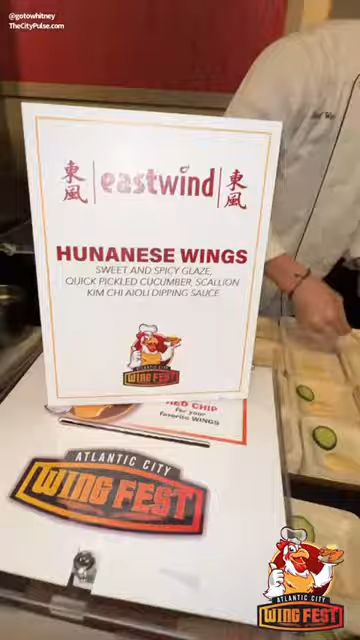 @gotowhitney
TheCityPulse.com
東風 eastwind 東風
HUNANESE WINGS
SWEET AND SPICY GLAZE,
QUICK PICKLED CUCUMBER, SCALLION
KIM CHI AIOLI DIPPING SAUCE
ATLANTIC CITY
WING FEST
RED CHIP
For your
favorite WINGS
ATLANTIC CITY
WING FEST
ATLANTIC CITY
WING FEST